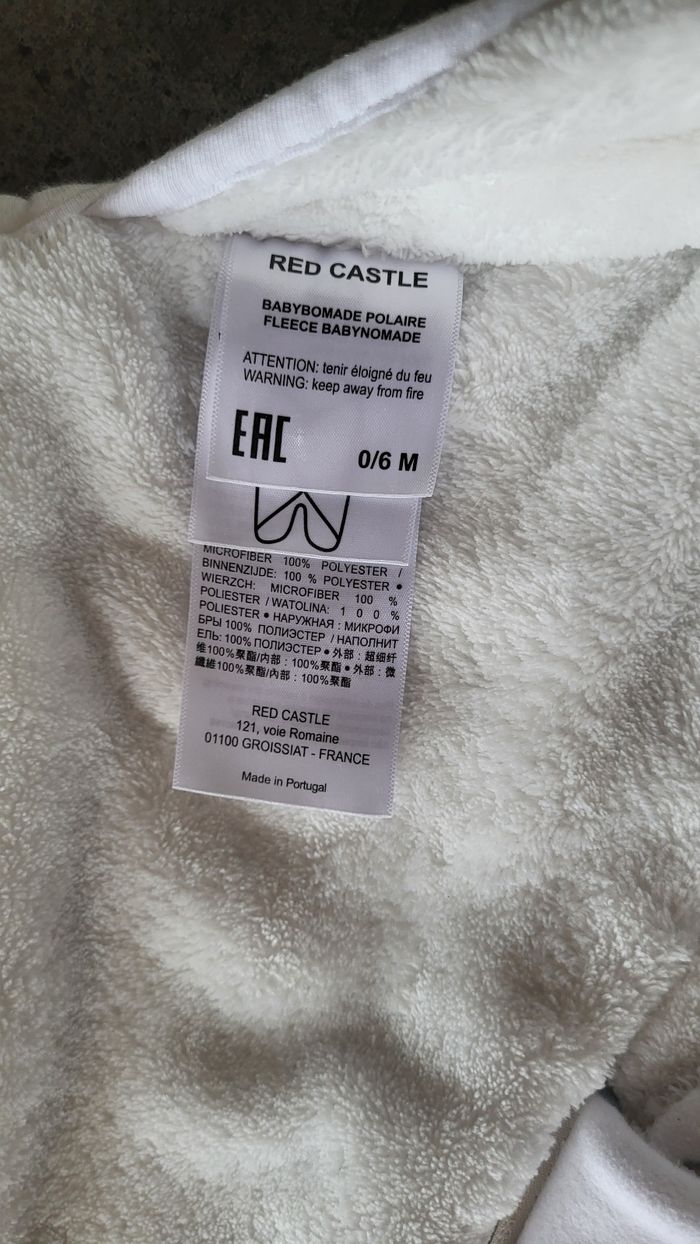 RED CASTLE
BABYBOMADE POLAIRE
FLEECE BABYNOMADE
ATTENTION: tenir éloigné du feu
WARNING: keep away from fire
EAC
0/6 M
MICROFIBER 100% POLYESTER /
BINNENZIJDE: 100 % POLYESTER ●
WIERZCH: MICROFIBER 100 %
POLIESTER / WATOLINA: 1 0 0 %
POLIESTER ● НАРУЖНАЯ : МИКРОФИ
БРЫ 100% ПОЛИЭСТЕР / НАПОЛНИТ
ЕЛЬ: 100% ПОЛИЭСТЕР ● 外部 : 超细纤
维100%聚酯/内部 : 100%聚酯 ● 外部 : 微
纖維100%聚酯/內部 : 100%聚酯
RED CASTLE
121, voie Romaine
01100 GROISSIAT - FRANCE
Made in Portugal